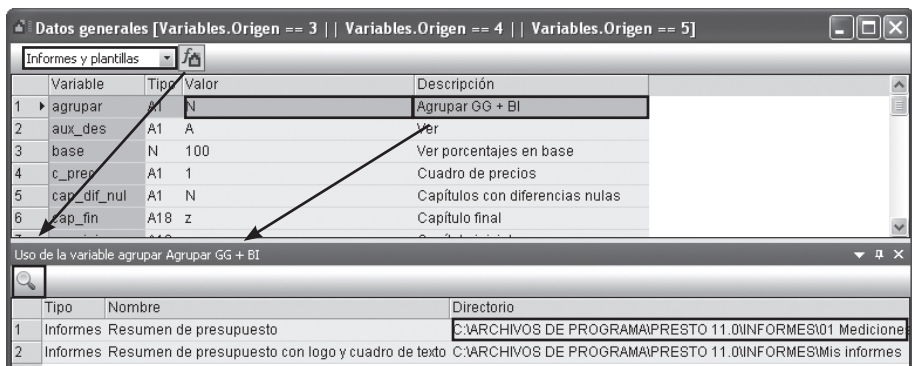 Datos generales [Variables.Origen == 3 || Variables.Origen == 4 || Variables.Origen == 5]
Informes y plantillas
Variable Tipo Valor Descripción
1 agrupar A1 N Agrupar GG + BI
2 aux_des A1 A Ver
3 base N 100 Ver porcentajes en base
4 c_prec A1 1 Cuadro de precios
5 cap_dif_nul A1 N Capítulos con diferencias nulas
6 cap_fin A18 z Capítulo final
Uso de la variable agrupar Agrupar GG + BI
Tipo Nombre Directorio
1 Informes Resumen de presupuesto C:\ARCHIVOS DE PROGRAMA\PRESTO 11.0\INFORMES\01 Medicione
2 Informes Resumen de presupuesto con logo y cuadro de texto C:\ARCHIVOS DE PROGRAMA\PRESTO 11.0\INFORMES\Mis informes